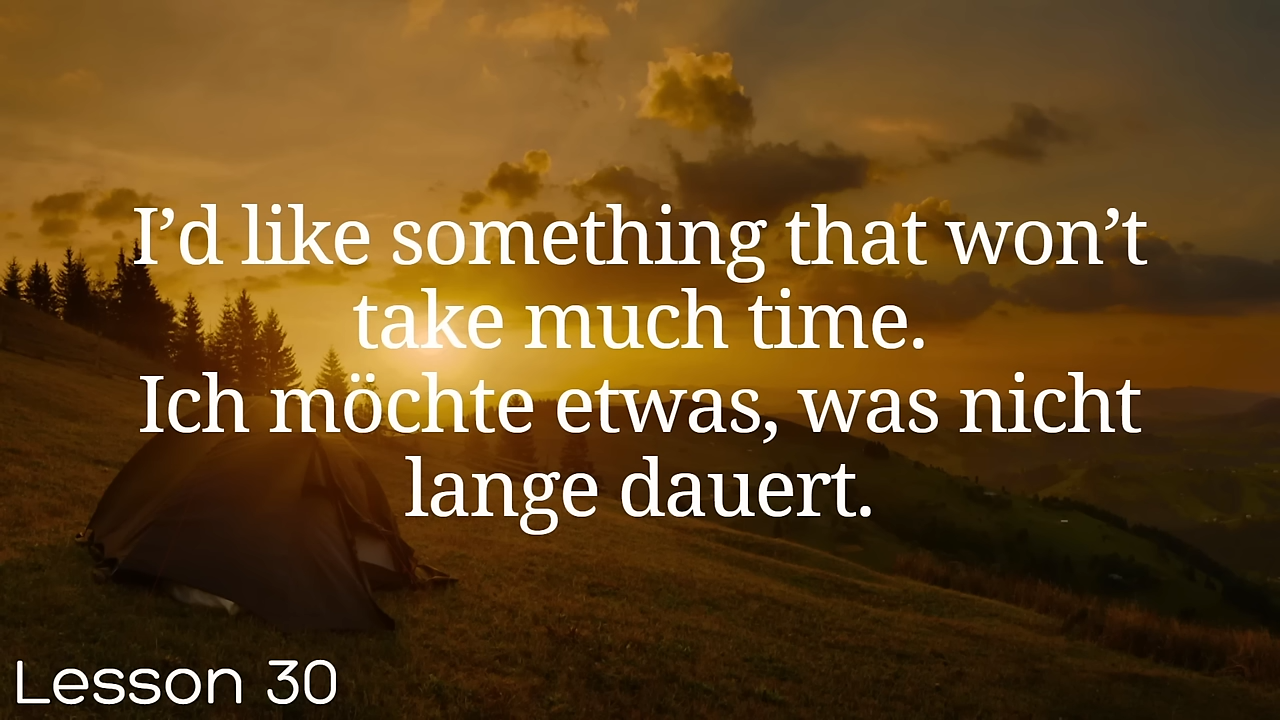 I’d like something that won’t
take much time.
Ich möchte etwas, was nicht
lange dauert.
Lesson 30